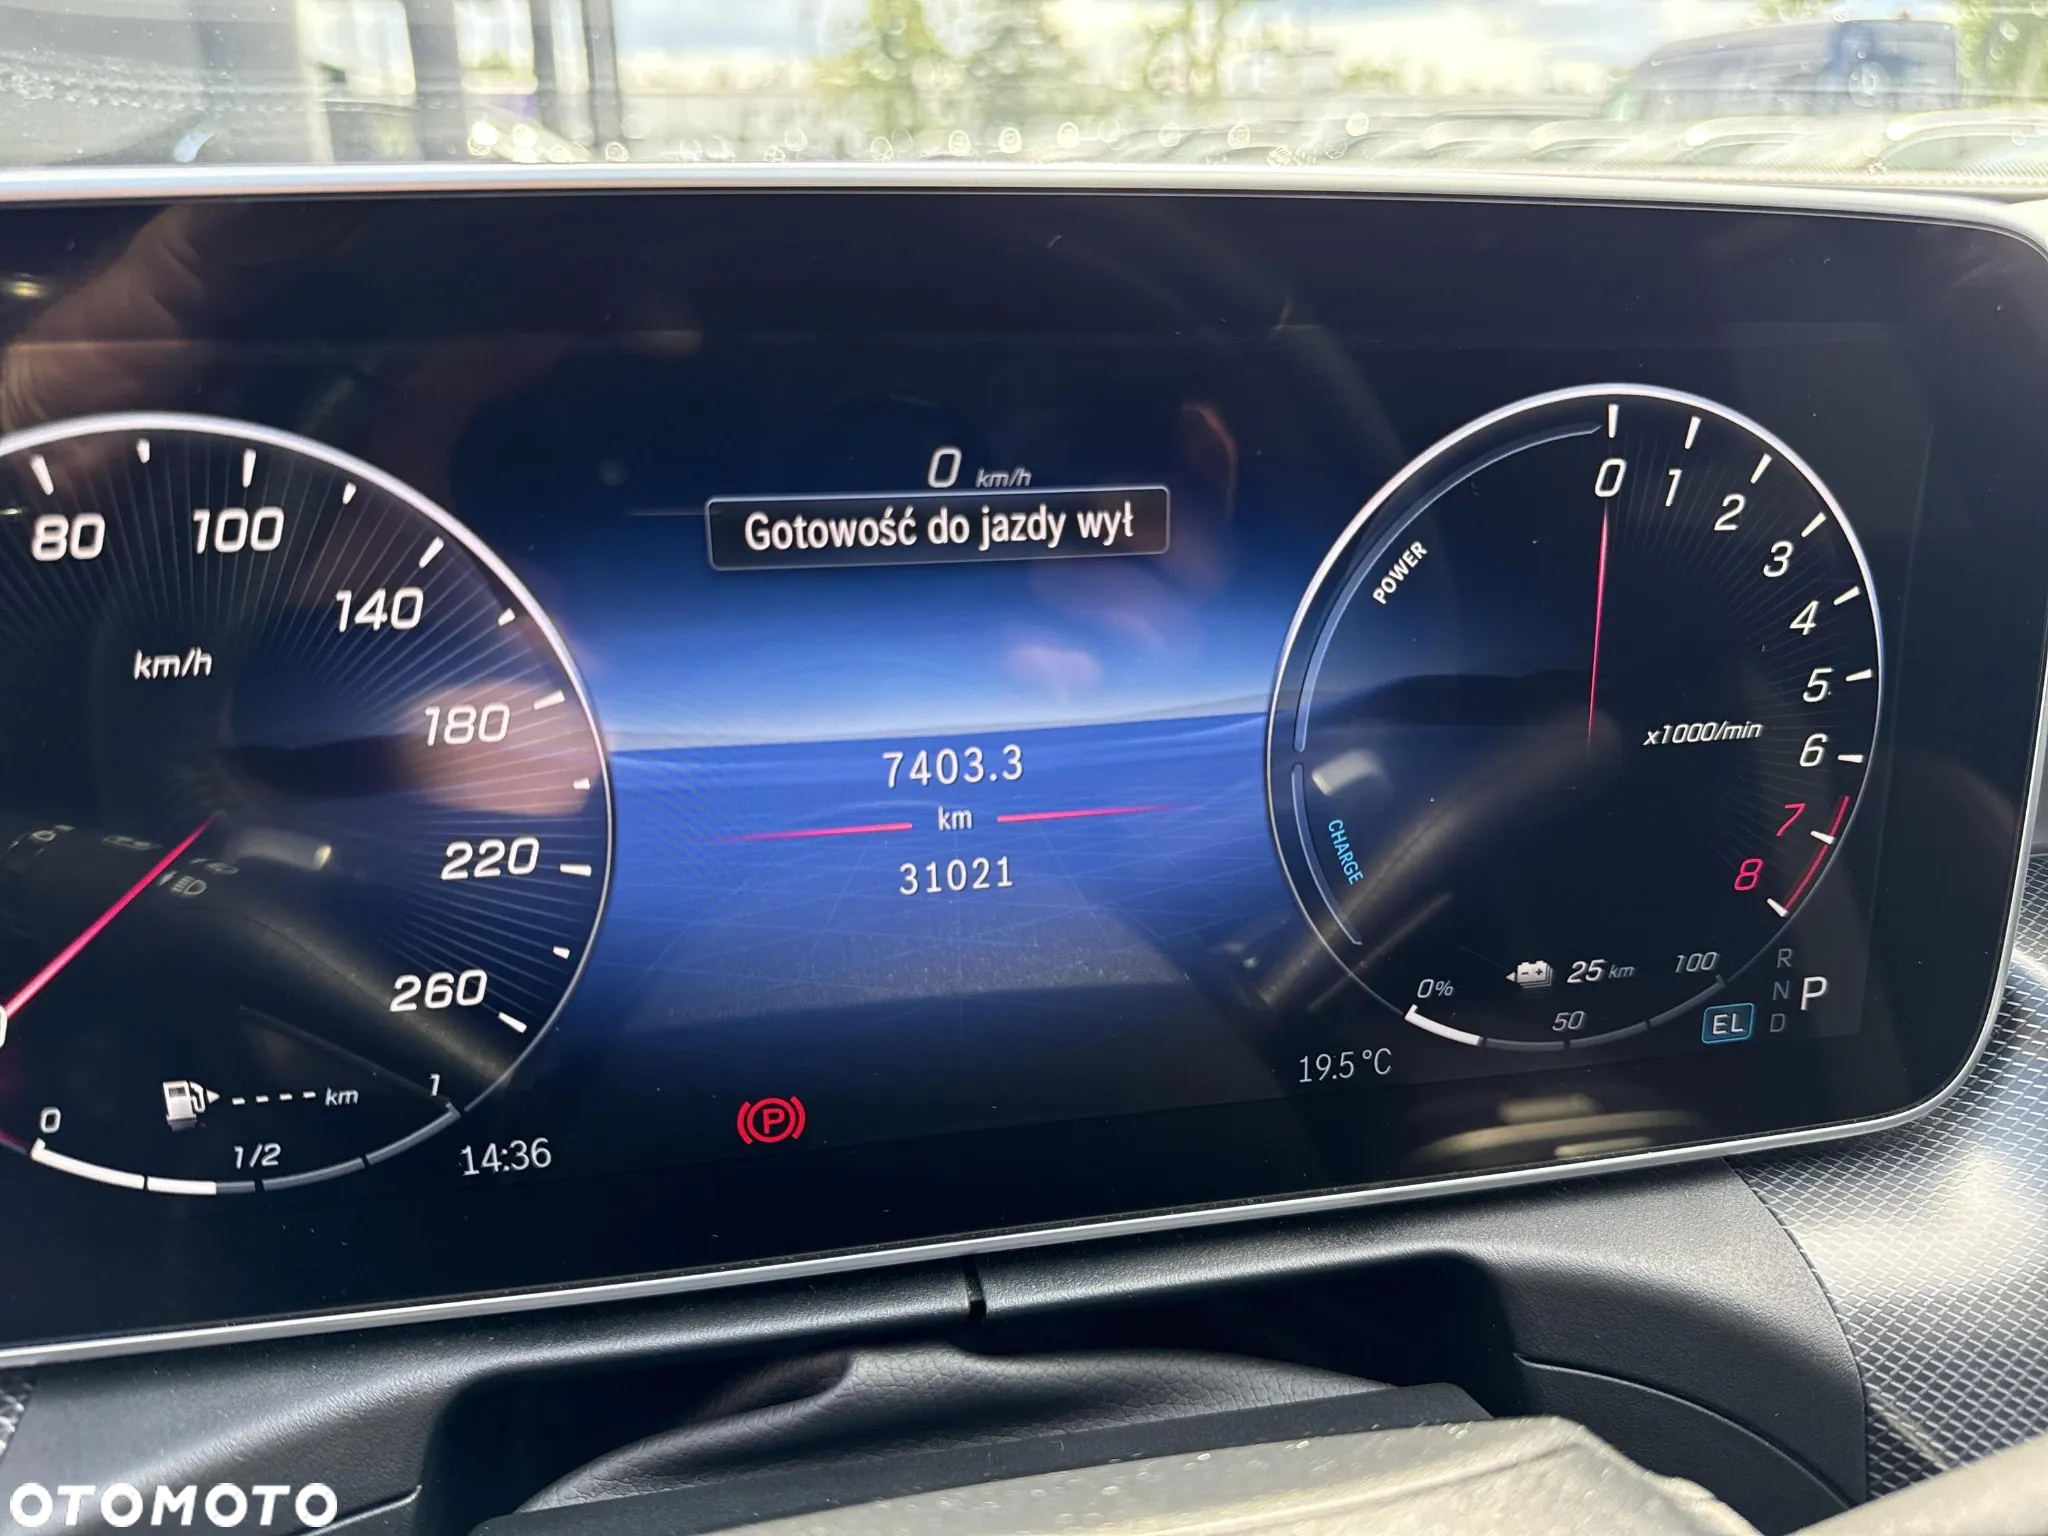 0 km/h
Gotowość do jazdy wył
80 100 140 180 220 260
km/h
7403.3
km
31021
POWER
CHARGE
0 1 2 3 4 5 6 7 8
x1000/min
0% 50 100
25 km
R
N
D
P
EL
19.5 °C
0 1/2 1
----- km
14:36
P
OTOMOTO